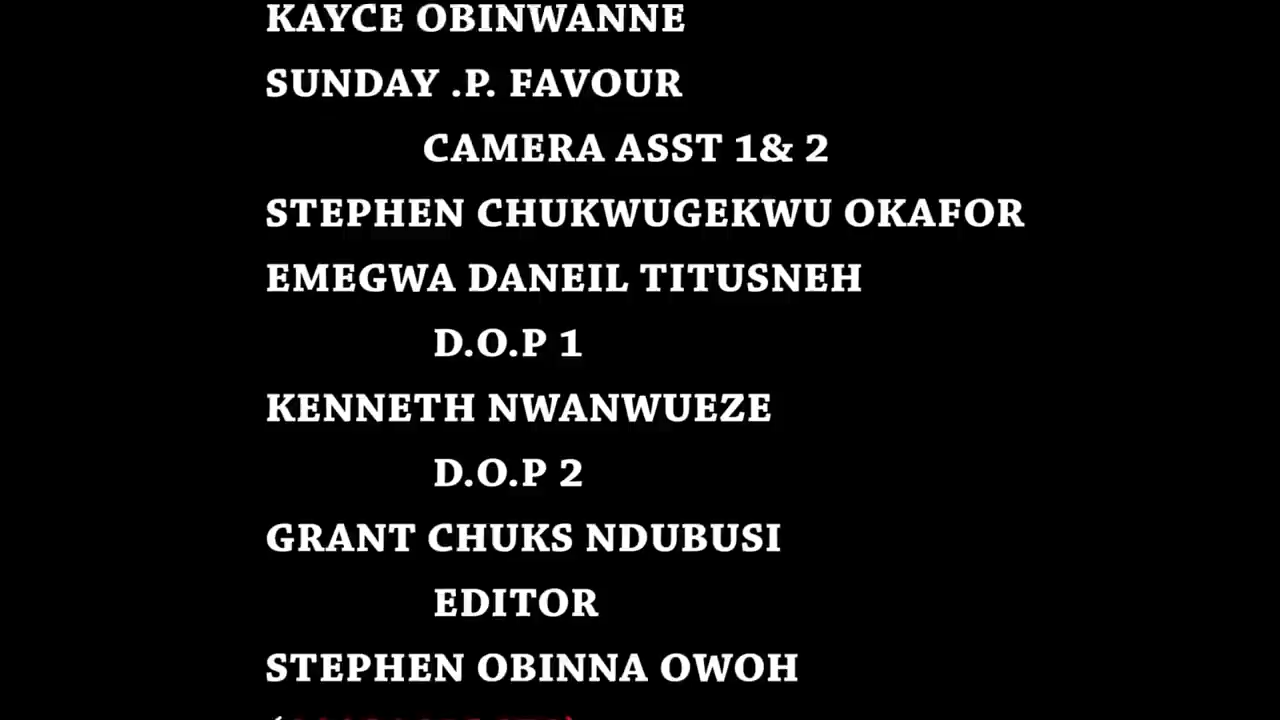 KAYCE OBINWANNE
SUNDAY .P. FAVOUR
CAMERA ASST 1& 2
STEPHEN CHUKWUGEKWU OKAFOR
EMEGWA DANEIL TITUSNEH
D.O.P 1
KENNETH NWANWUEZE
D.O.P 2
GRANT CHUKS NDUBUSI
EDITOR
STEPHEN OBINNA OWOH